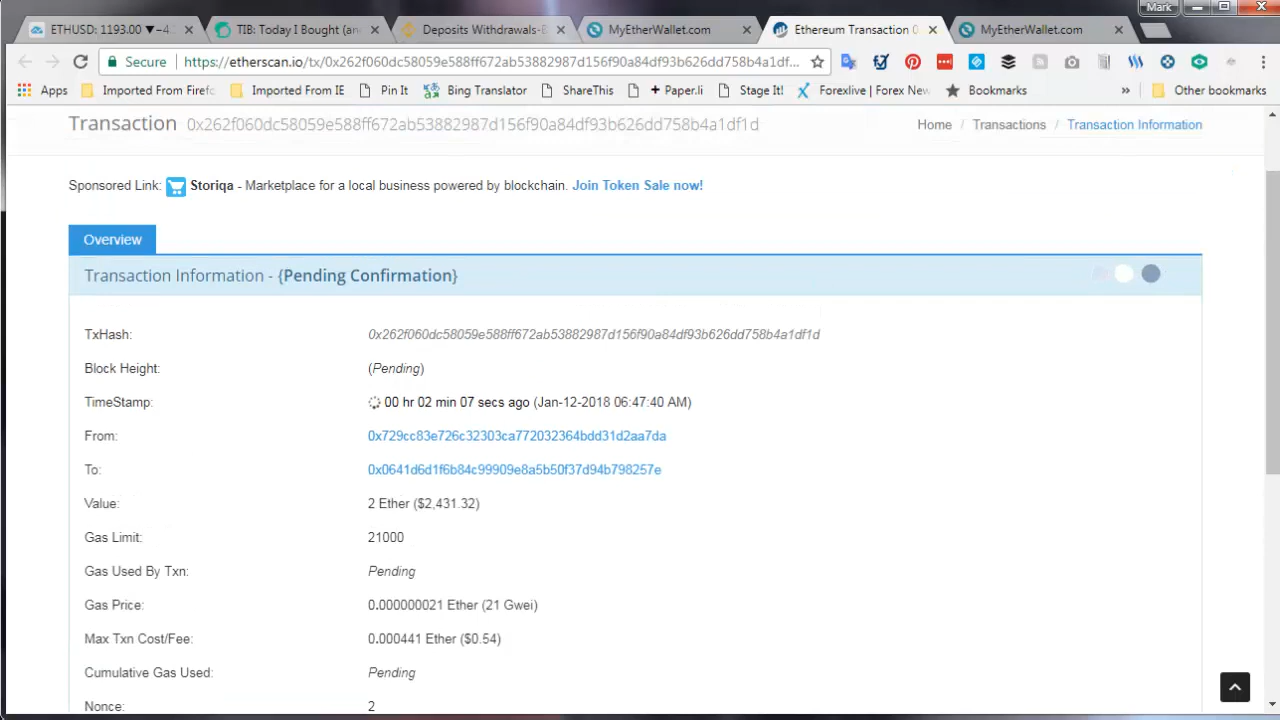 Mark
ETHUSD: 1193.00 ▼−4
TIB: Today I Bought (an
Deposits Withdrawals-
MyEtherWallet.com
Ethereum Transaction 0
MyEtherWallet.com
Secure
https://etherscan.io/tx/0x262f060dc58059e588ff672ab53882987d156f90a84df93b626dd758b4a1df...
Apps
Imported From Firefo
Imported From IE
Pin It
Bing Translator
ShareThis
+ Paper.li
Stage It!
Forexlive | Forex New
Bookmarks
»
Other bookmarks
Transaction 0x262f060dc58059e588ff672ab53882987d156f90a84df93b626dd758b4a1df1d
Home / Transactions / Transaction Information
Sponsored Link: Storiqa - Marketplace for a local business powered by blockchain. Join Token Sale now!
Overview
Transaction Information - {Pending Confirmation}
TxHash: 0x262f060dc58059e588ff672ab53882987d156f90a84df93b626dd758b4a1df1d
Block Height: (Pending)
TimeStamp: 00 hr 02 min 07 secs ago (Jan-12-2018 06:47:40 AM)
From: 0x729cc83e726c32303ca772032364bdd31d2aa7da
To: 0x0641d6d1f6b84c99909e8a5b50f37d94b798257e
Value: 2 Ether ($2,431.32)
Gas Limit: 21000
Gas Used By Txn: Pending
Gas Price: 0.000000021 Ether (21 Gwei)
Max Txn Cost/Fee: 0.000441 Ether ($0.54)
Cumulative Gas Used: Pending
Nonce: 2